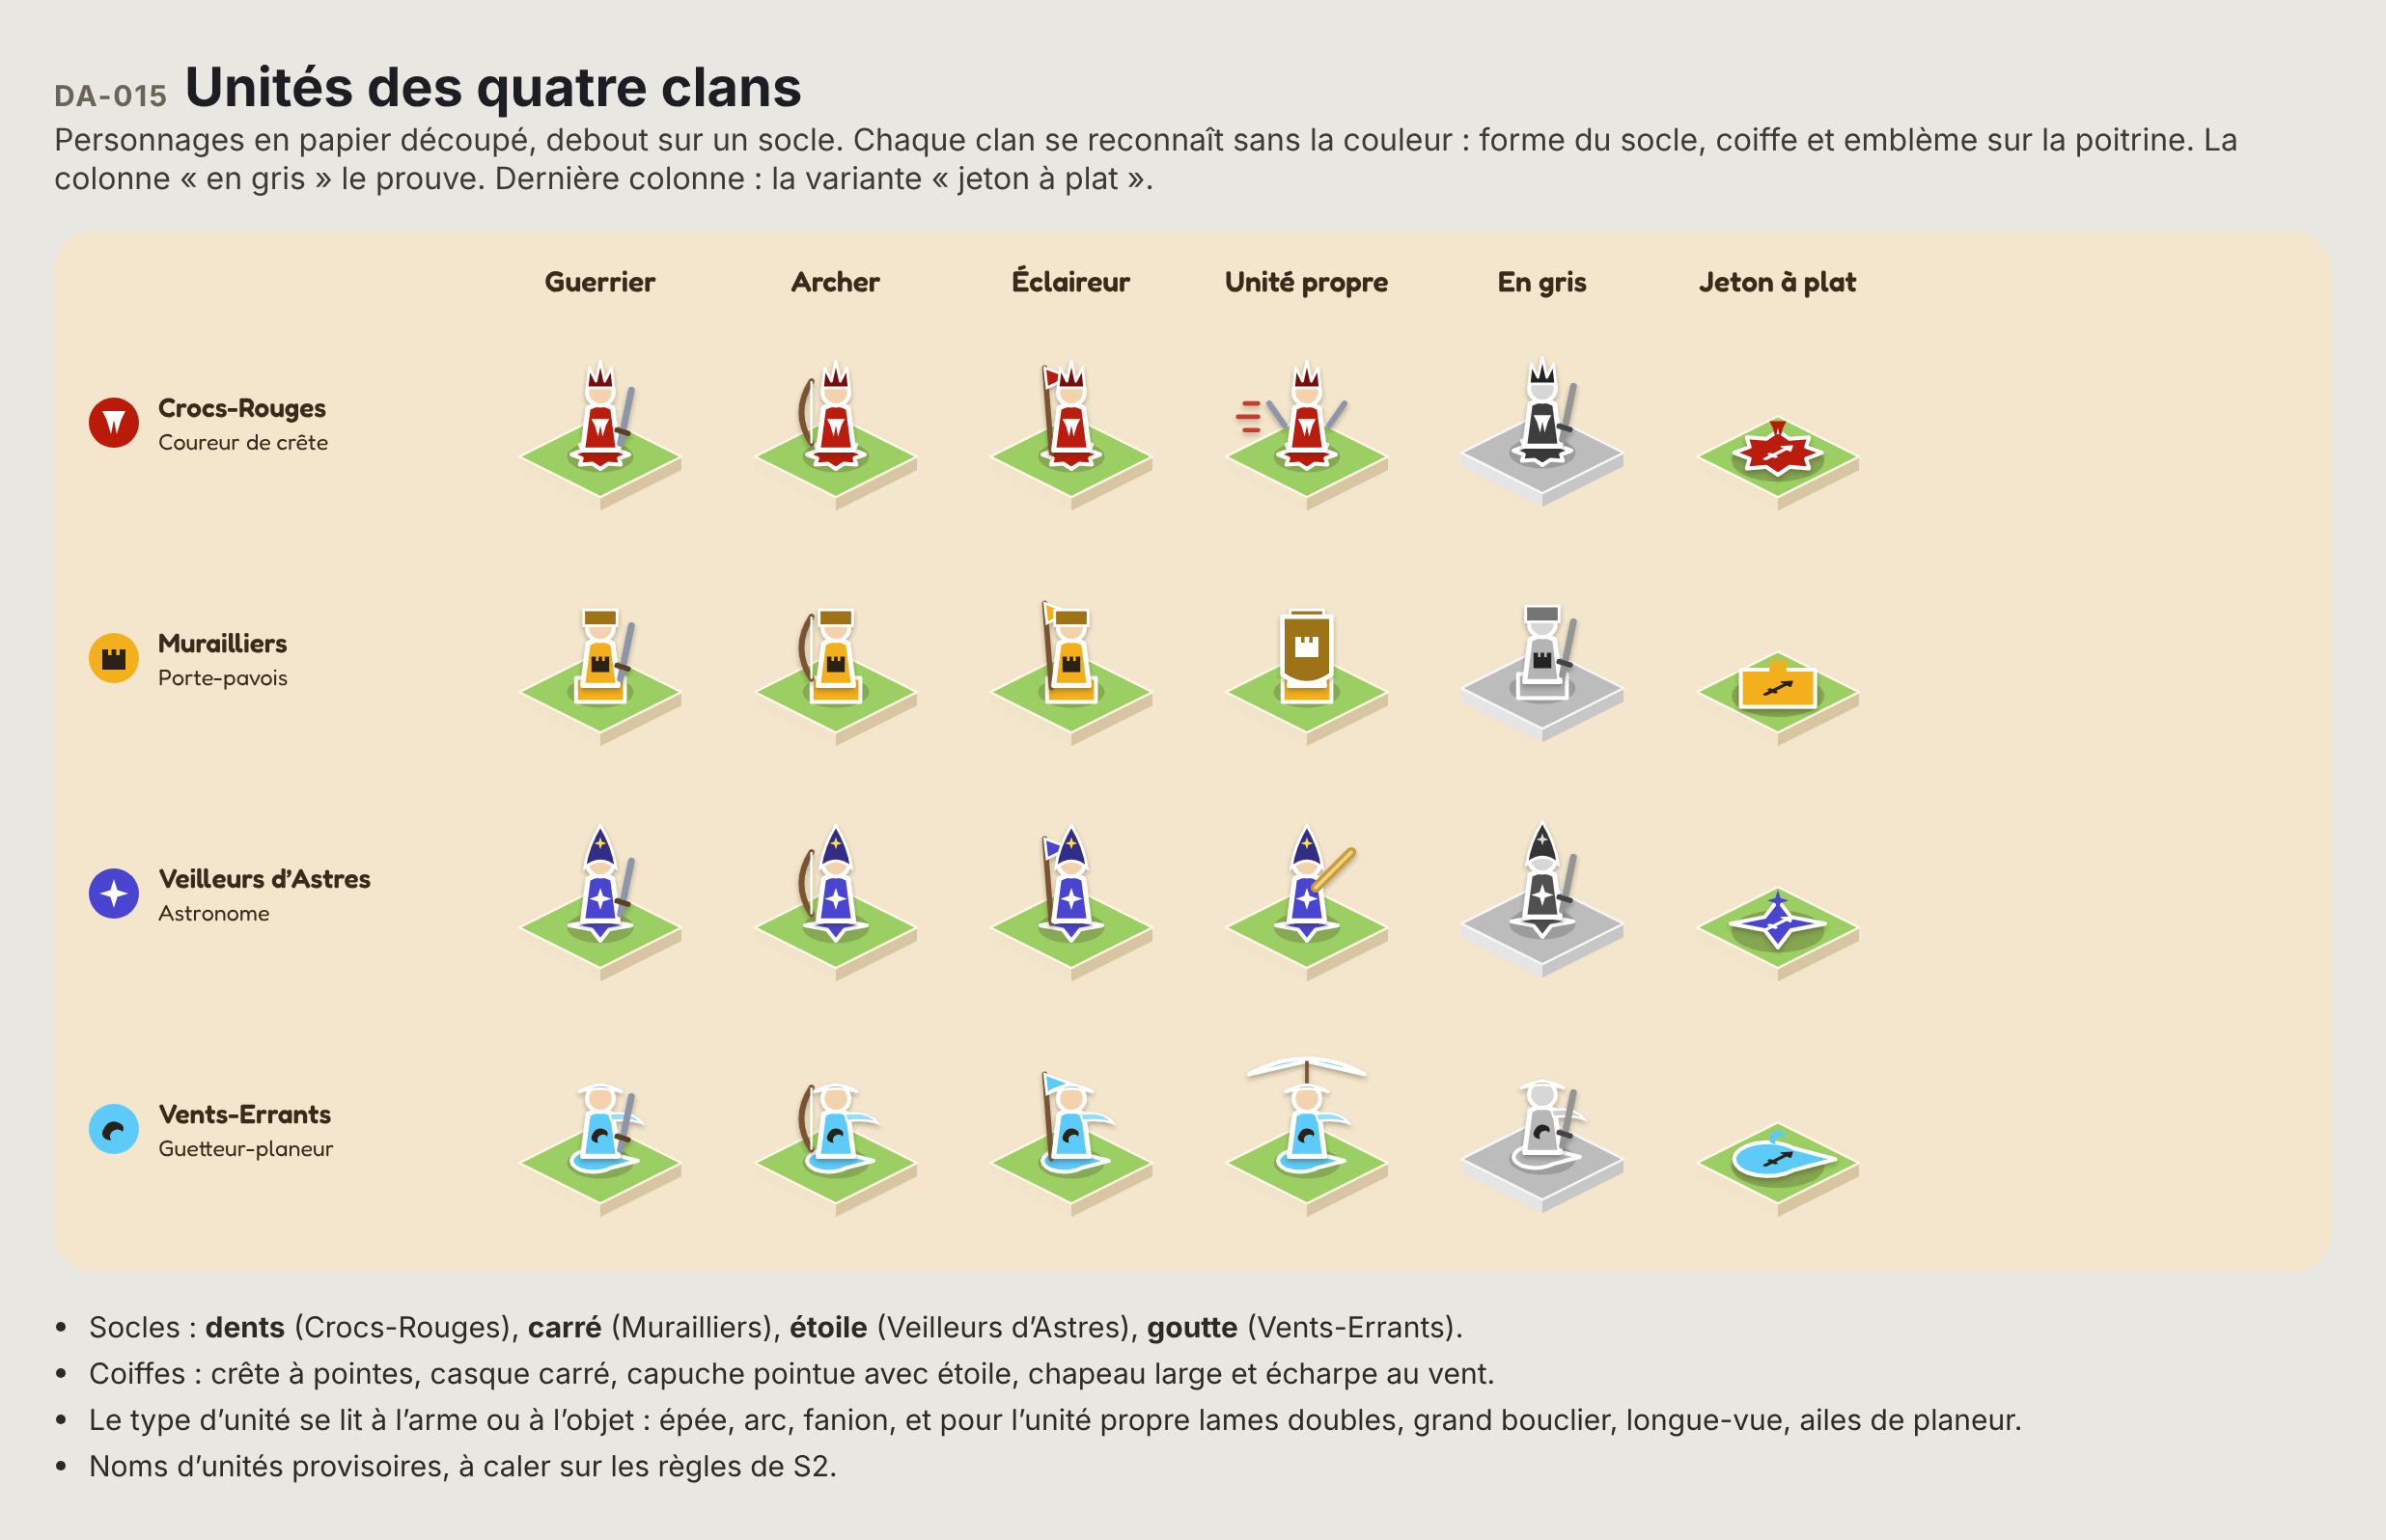 DA-015 Unités des quatre clans
Personnages en papier découpé, debout sur un socle. Chaque clan se reconnaît sans la couleur : forme du socle, coiffe et emblème sur la poitrine. La
colonne « en gris » le prouve. Dernière colonne : la variante « jeton à plat ».
Guerrier Archer Éclaireur Unité propre En gris Jeton à plat
Crocs-Rouges
Coureur de crête
Murailliers
Porte-pavois
Veilleurs d’Astres
Astronome
Vents-Errants
Guetteur-planeur
• Socles : dents (Crocs-Rouges), carré (Murailliers), étoile (Veilleurs d’Astres), goutte (Vents-Errants).
• Coiffes : crête à pointes, casque carré, capuche pointue avec étoile, chapeau large et écharpe au vent.
• Le type d’unité se lit à l’arme ou à l’objet : épée, arc, fanion, et pour l’unité propre lames doubles, grand bouclier, longue-vue, ailes de planeur.
• Noms d’unités provisoires, à caler sur les règles de S2.